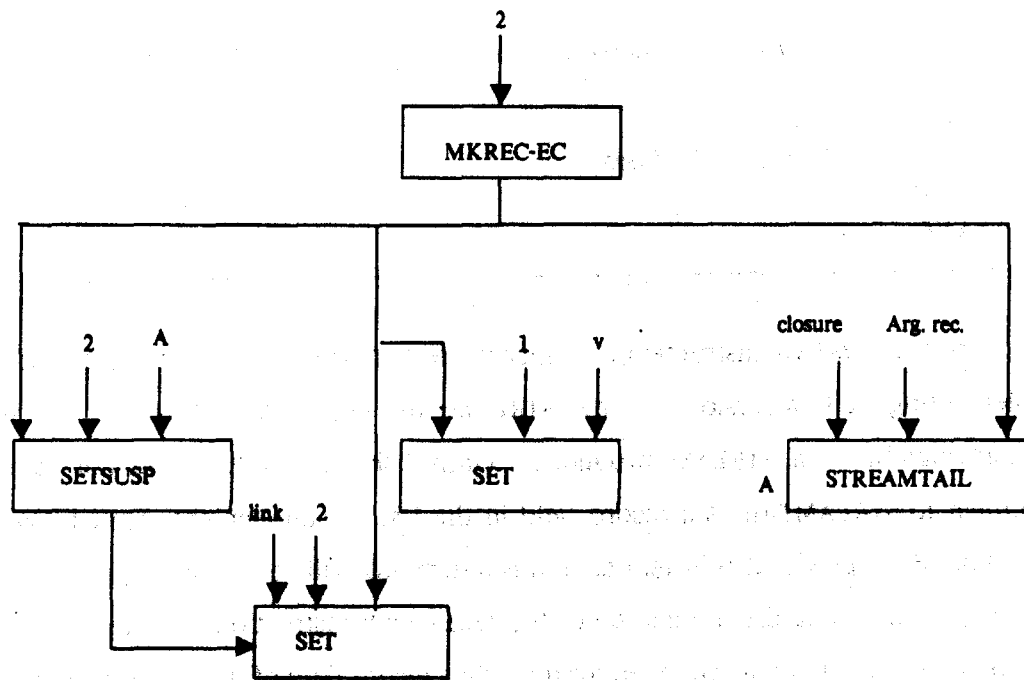 2
MKREC-EC
closure Arg. rec.
2 A 1 v
SETSUSP SET A STREAMTAIL
link 2
SET